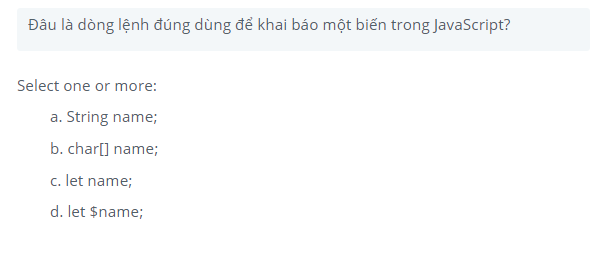 Đâu là dòng lệnh đúng dùng để khai báo một biến trong JavaScript?
Select one or more:
a. String name;
b. char[] name;
c. let name;
d. let $name;